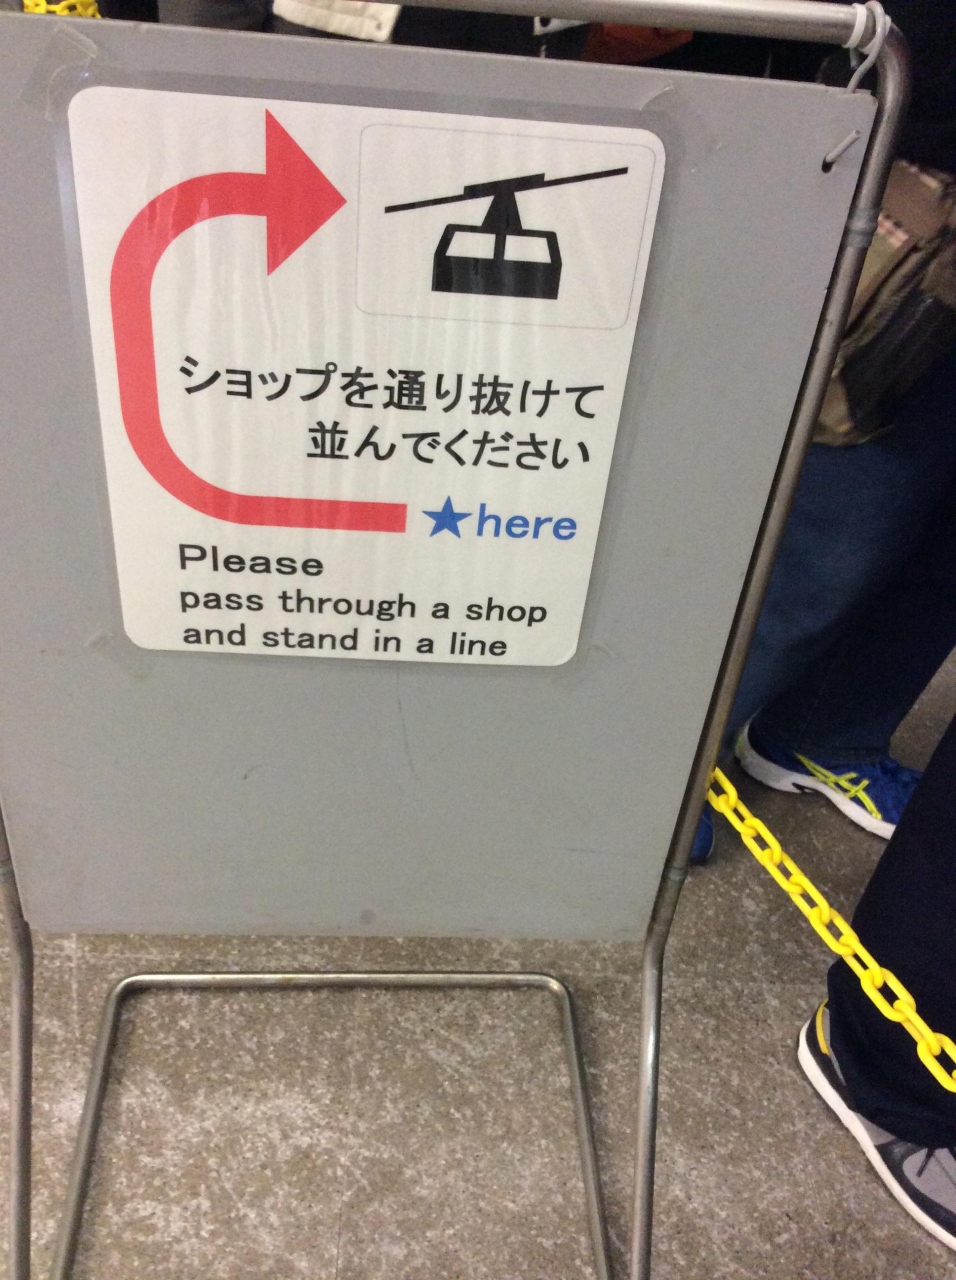 ショップを通り抜けて
並んでください
★here
Please
pass through a shop
and stand in a line